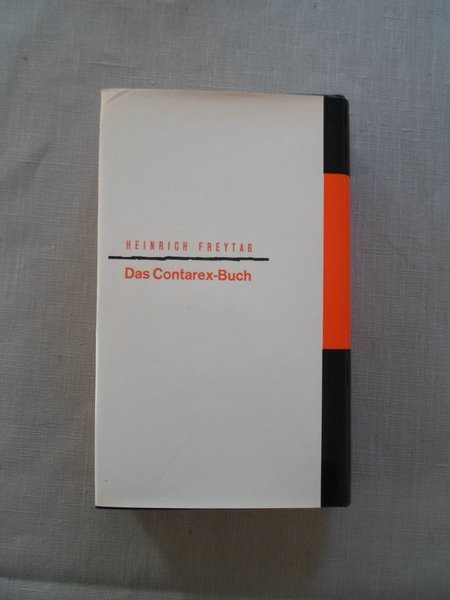 HEINRICH FREYTAG
Das Contarex-Buch